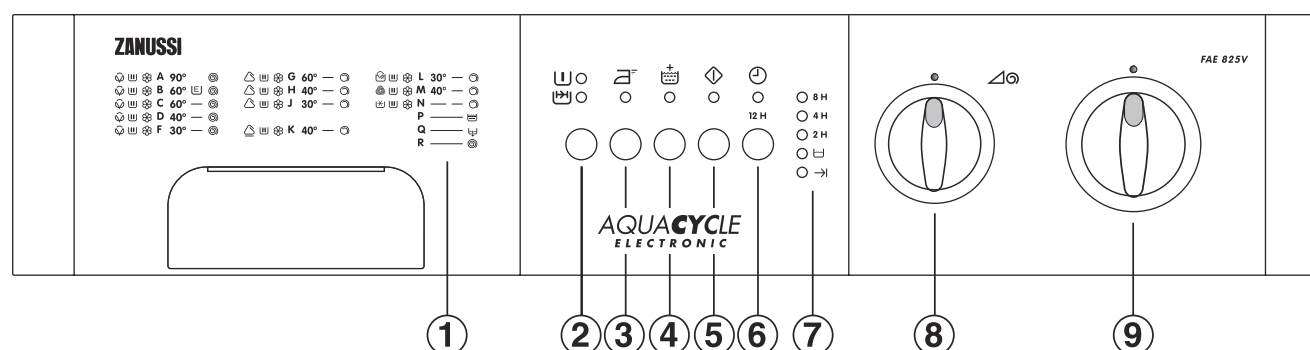 ZANUSSI
FAE 825V
A 90°
B 60° E
C 60°
D 40°
F 30°
G 60°
H 40°
J 30°
K 40°
L 30°
M 40°
N
P
Q
R
12 H
8 H
4 H
2 H
AQUACYCLE
ELECTRONIC
1 2 3 4 5 6 7 8 9